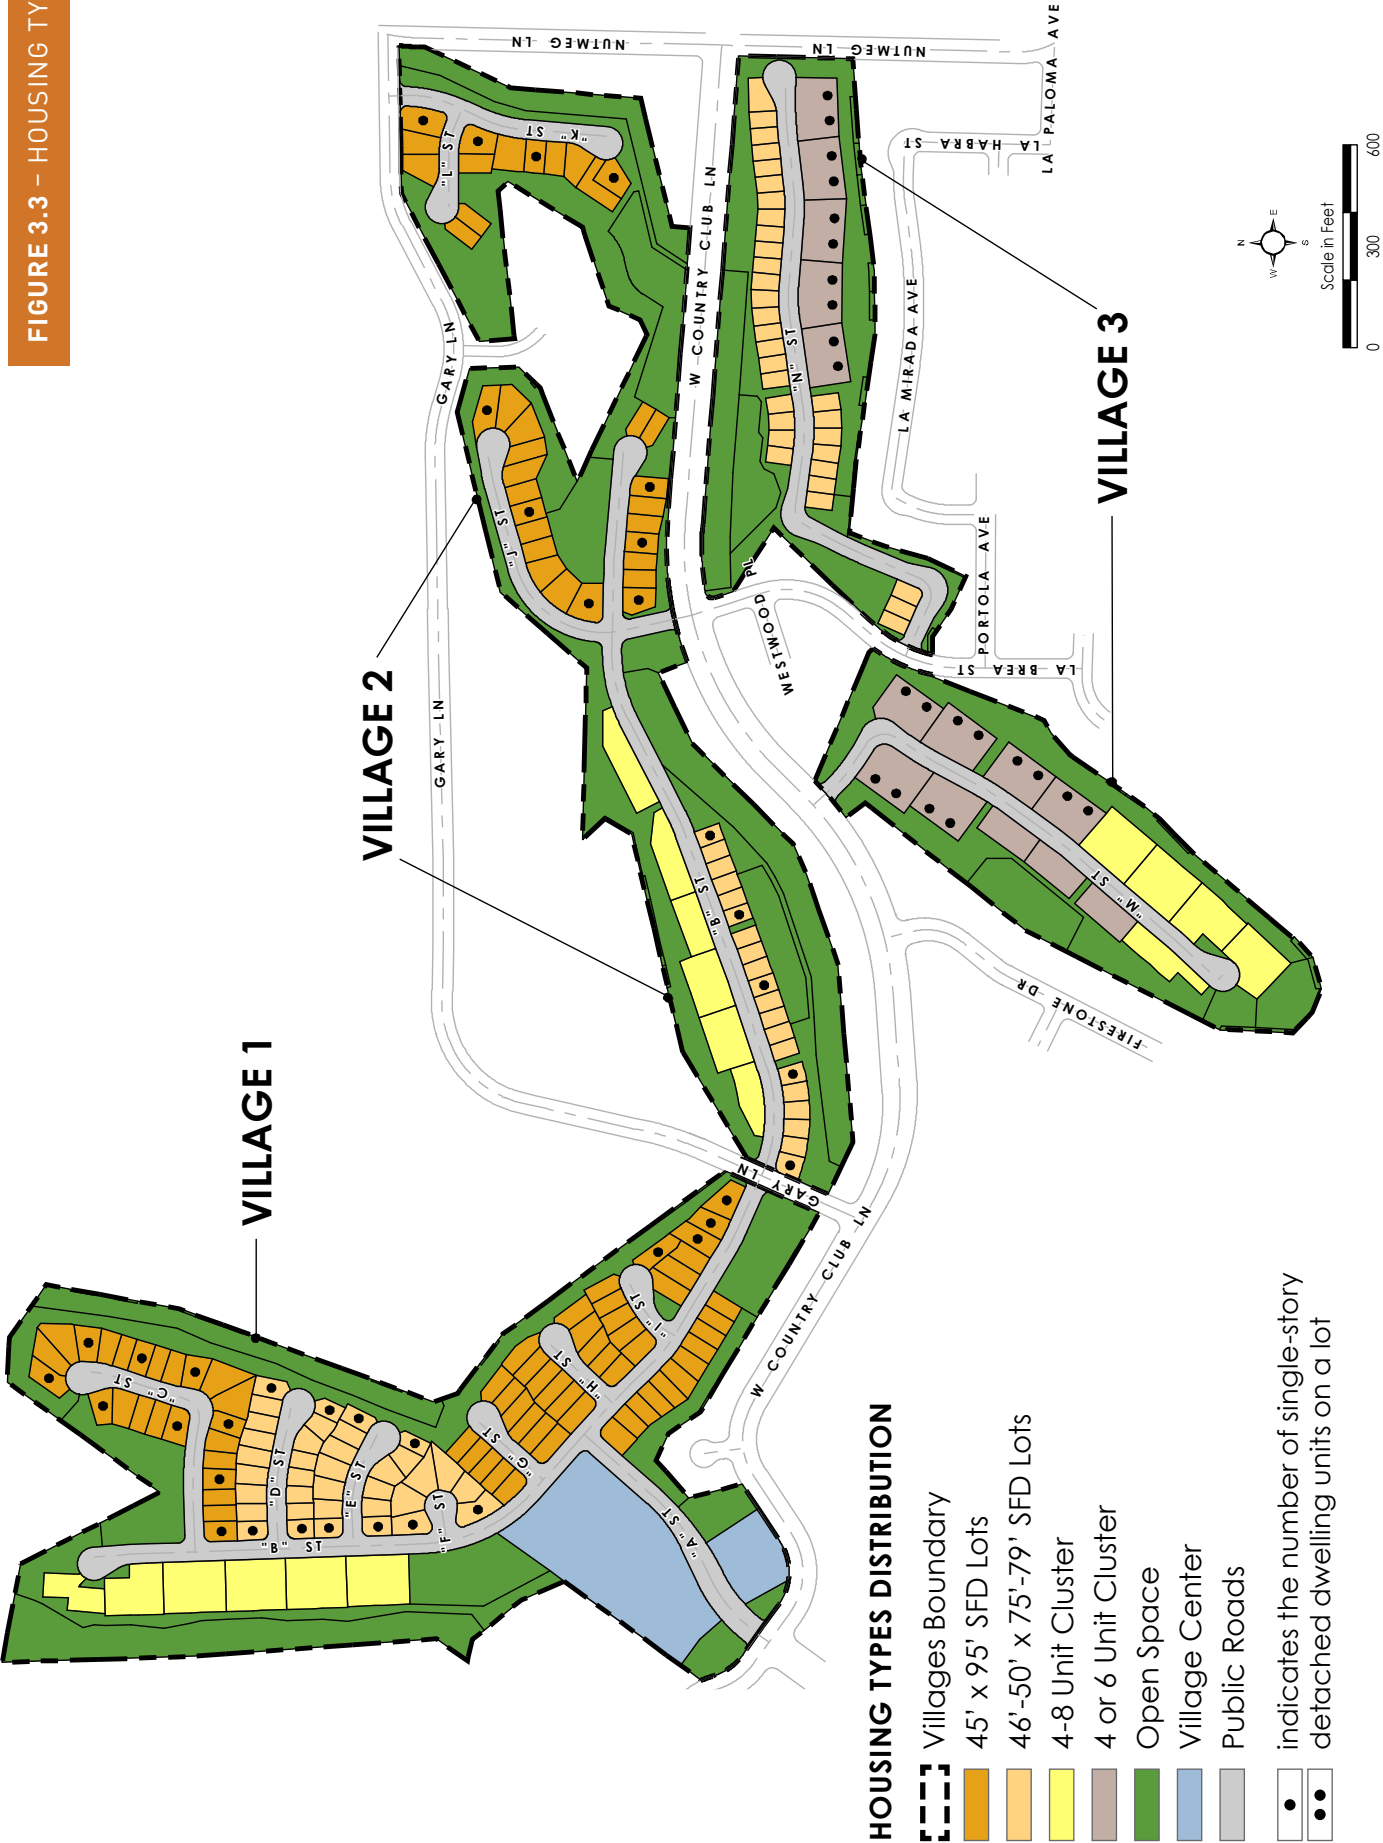 FIGURE 3.3 – HOUSING TY
VILLAGE 1
VILLAGE 2
VILLAGE 3
"C" ST
"D" ST
"E" ST
"F" ST
"B" ST
"G" ST
"H" ST
"I" ST
"A" ST
"B" ST
"J" ST
"L" ST
"K" ST
"N" ST
"M" ST
GARY LN
GARY LN
GARY LN
NUTMEG LN
NUTMEG LN
W COUNTRY CLUB LN
W COUNTRY CLUB LN
WESTWOOD PL
LA MIRADA AVE
LA HABRA ST
LA PALOMA AVE
PORTOLA AVE
LA BREA ST
FIRESTONE DR
N
E
S
W
Scale in Feet
0 300 600
HOUSING TYPES DISTRIBUTION
Villages Boundary
45' x 95' SFD Lots
46'-50' x 75'-79' SFD Lots
4-8 Unit Cluster
4 or 6 Unit Cluster
Open Space
Village Center
Public Roads
indicates the number of single-story
detached dwelling units on a lot